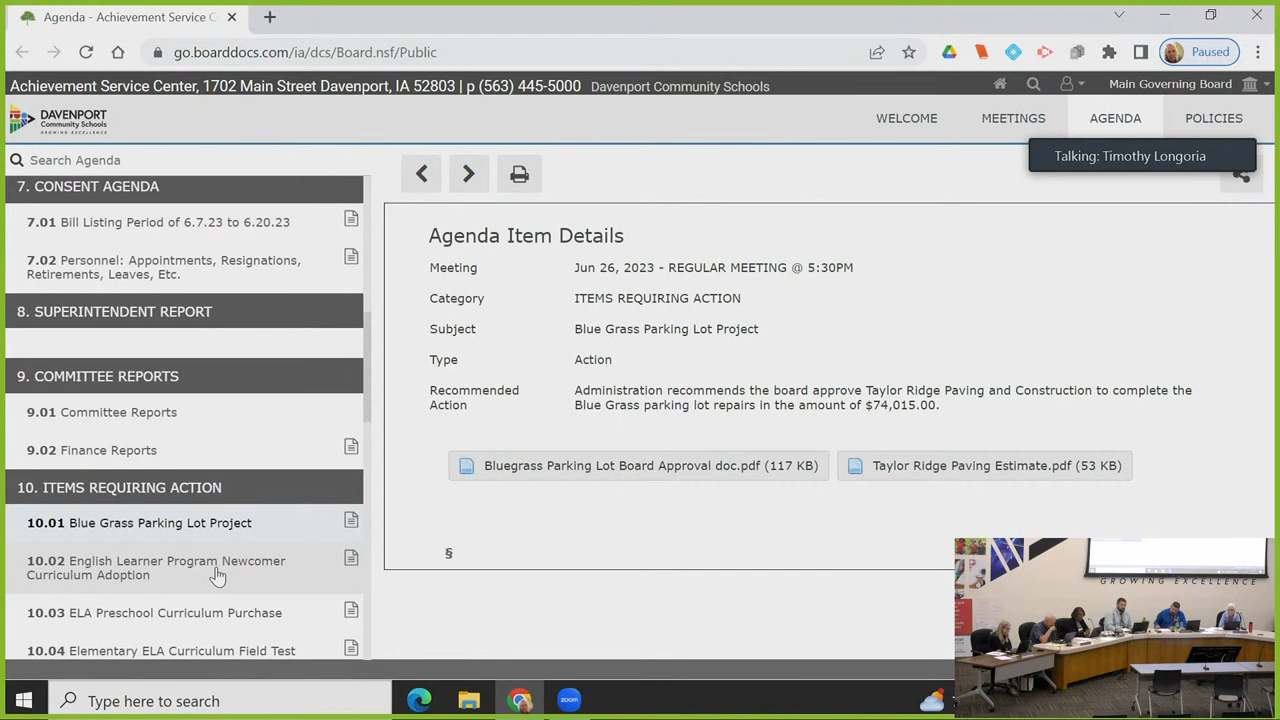 Agenda - Achievement Service C
go.boarddocs.com/ia/dcs/Board.nsf/Public
Paused
Achievement Service Center, 1702 Main Street Davenport, IA 52803 | p (563) 445-5000 Davenport Community Schools
Main Governing Board
DAVENPORT
Community Schools
GROWING EXCELLENCE
WELCOME
MEETINGS
AGENDA
POLICIES
Talking: Timothy Longoria
Search Agenda
7. CONSENT AGENDA
7.01 Bill Listing Period of 6.7.23 to 6.20.23
7.02 Personnel: Appointments, Resignations,
Retirements, Leaves, Etc.
8. SUPERINTENDENT REPORT
9. COMMITTEE REPORTS
9.01 Committee Reports
9.02 Finance Reports
10. ITEMS REQUIRING ACTION
10.01 Blue Grass Parking Lot Project
10.02 English Learner Program Newcomer
Curriculum Adoption
10.03 ELA Preschool Curriculum Purchase
10.04 Elementary ELA Curriculum Field Test
Agenda Item Details
Meeting Jun 26, 2023 - REGULAR MEETING @ 5:30PM
Category ITEMS REQUIRING ACTION
Subject Blue Grass Parking Lot Project
Type Action
Recommended Administration recommends the board approve Taylor Ridge Paving and Construction to complete the
Action Blue Grass parking lot repairs in the amount of $74,015.00.
Bluegrass Parking Lot Board Approval doc.pdf (117 KB)
Taylor Ridge Paving Estimate.pdf (53 KB)
§
GROWING EXCELLENCE
Type here to search
zoom